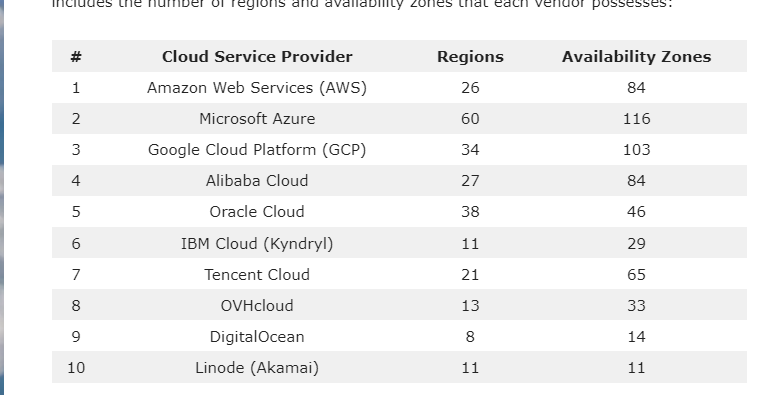 includes the number of regions and availability zones that each vendor possesses:
# Cloud Service Provider Regions Availability Zones
1 Amazon Web Services (AWS) 26 84
2 Microsoft Azure 60 116
3 Google Cloud Platform (GCP) 34 103
4 Alibaba Cloud 27 84
5 Oracle Cloud 38 46
6 IBM Cloud (Kyndryl) 11 29
7 Tencent Cloud 21 65
8 OVHcloud 13 33
9 DigitalOcean 8 14
10 Linode (Akamai) 11 11